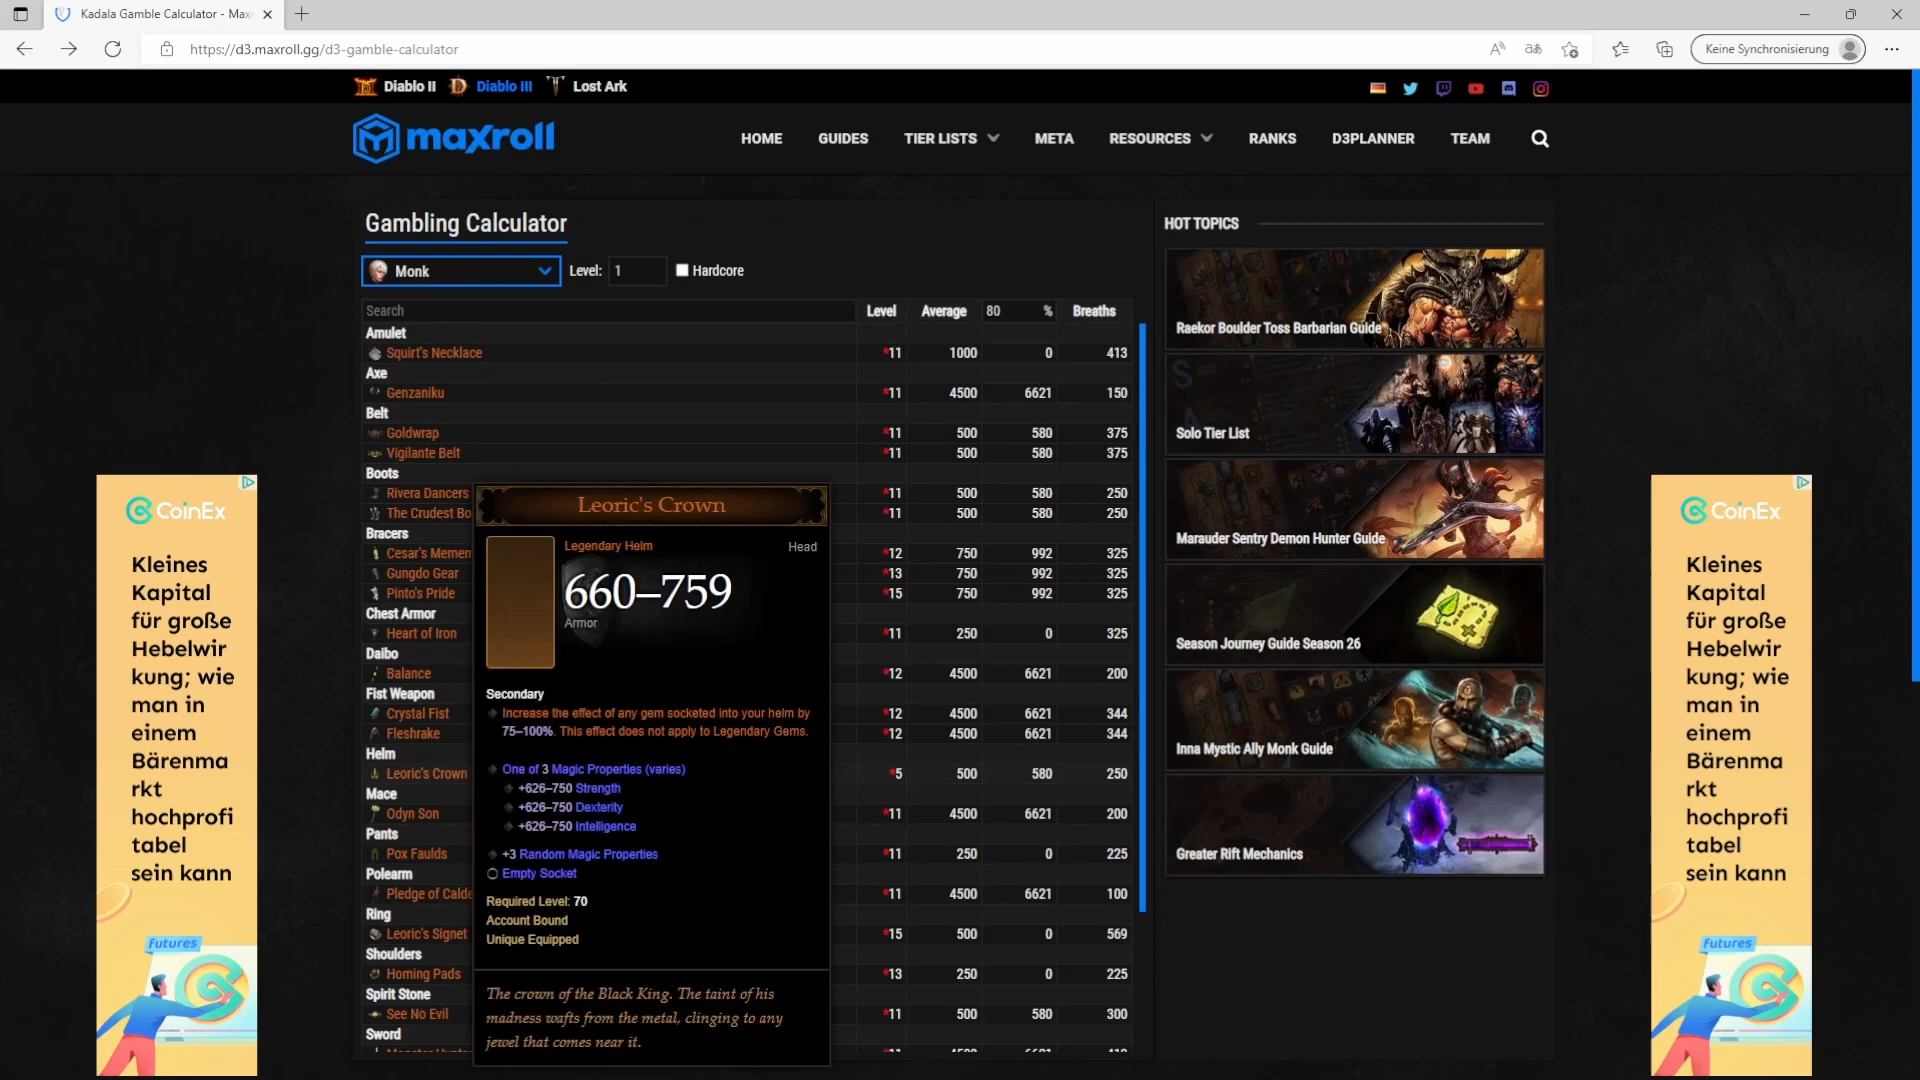 Kadala Gamble Calculator - Max
https://d3.maxroll.gg/d3-gamble-calculator
Keine Synchronisierung
Diablo II
Diablo III
Lost Ark
maxroll
HOME
GUIDES
TIER LISTS
META
RESOURCES
RANKS
D3PLANNER
TEAM
Gambling Calculator
Monk
Level: 1
Hardcore
Search Level Average 80 % Breaths
Amulet
Squirt's Necklace *11 1000 0 413
Axe
Genzaniku *11 4500 6621 150
Belt
Goldwrap *11 500 580 375
Vigilante Belt *11 500 580 375
Boots
Rivera Dancers *11 500 580 250
The Crudest Bo *11 500 580 250
Bracers
Cesar's Memen *12 750 992 325
Gungdo Gear *13 750 992 325
Pinto's Pride *15 750 992 325
Chest Armor
Heart of Iron *11 250 0 325
Daibo
Balance *12 4500 6621 200
Fist Weapon
Crystal Fist *12 4500 6621 344
Fleshrake *12 4500 6621 344
Helm
Leoric's Crown *5 500 580 250
Mace
Odyn Son *11 4500 6621 200
Pants
Pox Faulds *11 250 0 225
Polearm
Pledge of Calde *11 4500 6621 100
Ring
Leoric's Signet *15 500 0 569
Shoulders
Homing Pads *13 250 0 225
Spirit Stone
See No Evil *11 500 580 300
Sword
Leoric's Crown
Legendary Helm
Head
660–759
Armor
Secondary
Increase the effect of any gem socketed into your helm by
75–100%. This effect does not apply to Legendary Gems.
One of 3 Magic Properties (varies)
+626–750 Strength
+626–750 Dexterity
+626–750 Intelligence
+3 Random Magic Properties
Empty Socket
Required Level: 70
Account Bound
Unique Equipped
The crown of the Black King. The taint of his
madness wafts from the metal, clinging to any
jewel that comes near it.
HOT TOPICS
Raekor Boulder Toss Barbarian Guide
Solo Tier List
Marauder Sentry Demon Hunter Guide
Season Journey Guide Season 26
Inna Mystic Ally Monk Guide
Greater Rift Mechanics
CoinEx
Kleines
Kapital
für große
Hebelwir
kung; wie
man in
einem
Bärenma
rkt
hochprofi
tabel
sein kann
Futures
CoinEx
Kleines
Kapital
für große
Hebelwir
kung; wie
man in
einem
Bärenma
rkt
hochprofi
tabel
sein kann
Futures